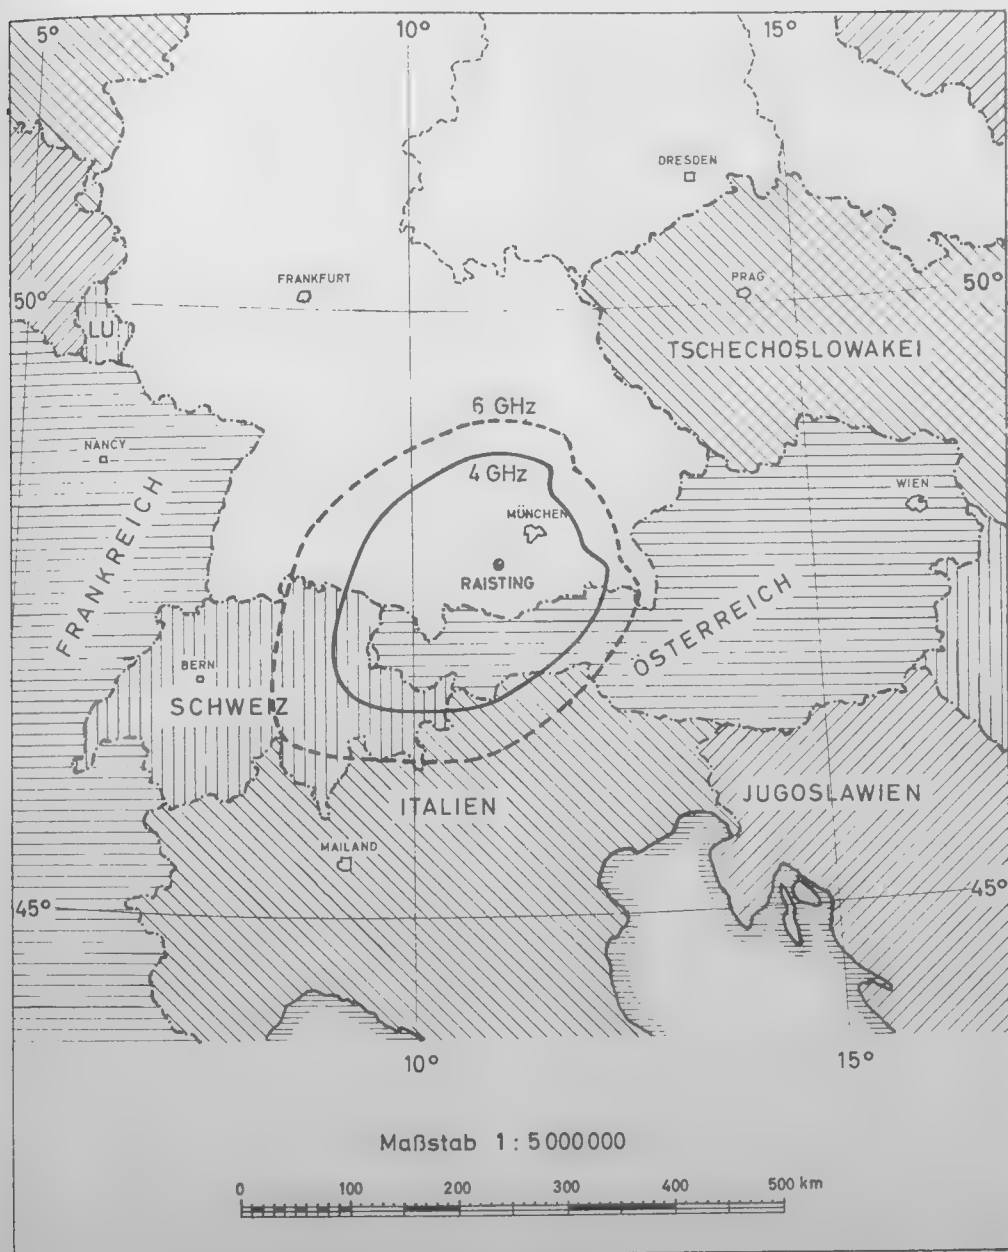 5°
10°
15°
DRESDEN
FRANKFURT
PRAG
50°
50°
LU
TSCHECHOSLOWAKEI
6 GHz
4 GHz
NANCY
WIEN
MÜNCHEN
RAISTING
FRANKREICH
ÖSTERREICH
BERN
SCHWEIZ
ITALIEN
JUGOSLAWIEN
MAILAND
45°
45°
10°
15°
Maßstab 1 : 5 000 000
0 100 200 300 400 500 km